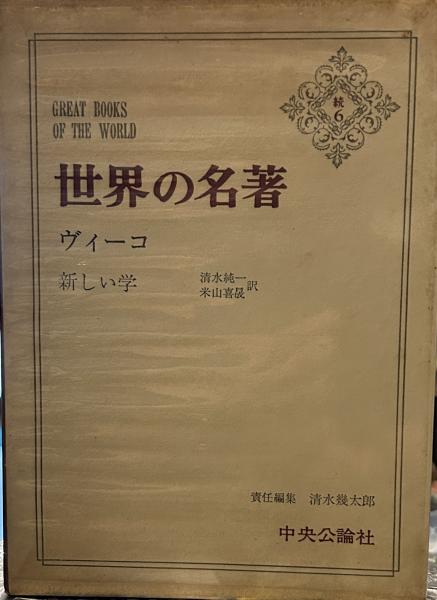 GREAT BOOKS
OF THE WORLD
続
6
世界の名著
ヴィーコ
新しい学
清水純一
米山喜晟
訳
責任編集 清水幾太郎
中央公論社